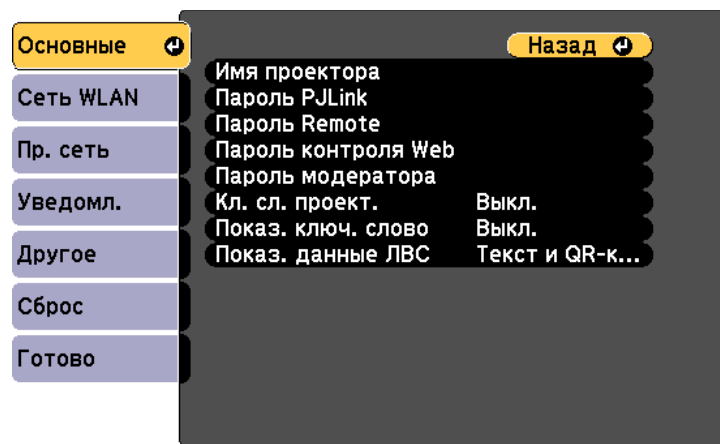 Основные
Сеть WLAN
Пр. сеть
Уведомл.
Другое
Сброс
Готово
Назад
Имя проектора
Пароль PJLink
Пароль Remote
Пароль контроля Web
Пароль модератора
Кл. сл. проект. Выкл.
Показ. ключ. слово Выкл.
Показ. данные ЛВС Текст и QR-к...